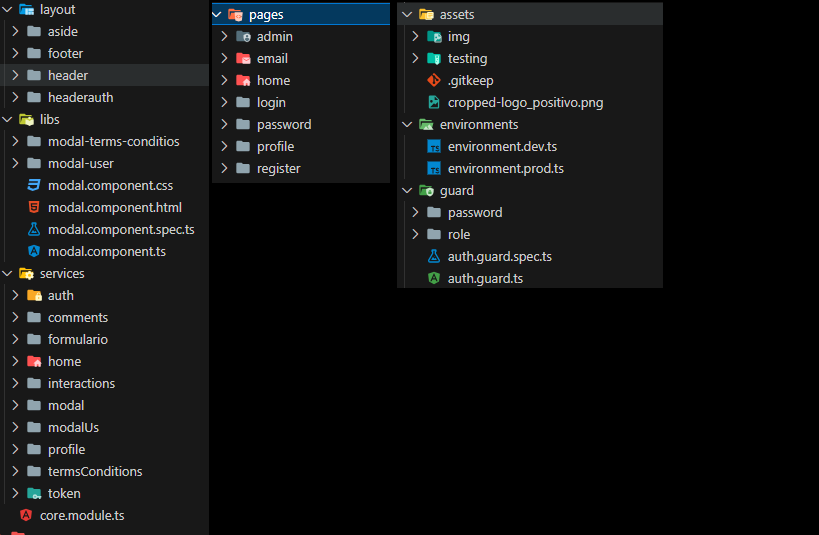 layout
aside
footer
header
headerauth
libs
modal-terms-conditios
modal-user
modal.component.css
modal.component.html
modal.component.spec.ts
modal.component.ts
services
auth
comments
formulario
home
interactions
modal
modalUs
profile
termsConditions
token
core.module.ts
pages
admin
email
home
login
password
profile
register
assets
img
testing
.gitkeep
cropped-logo_positivo.png
environments
environment.dev.ts
environment.prod.ts
guard
password
role
auth.guard.spec.ts
auth.guard.ts